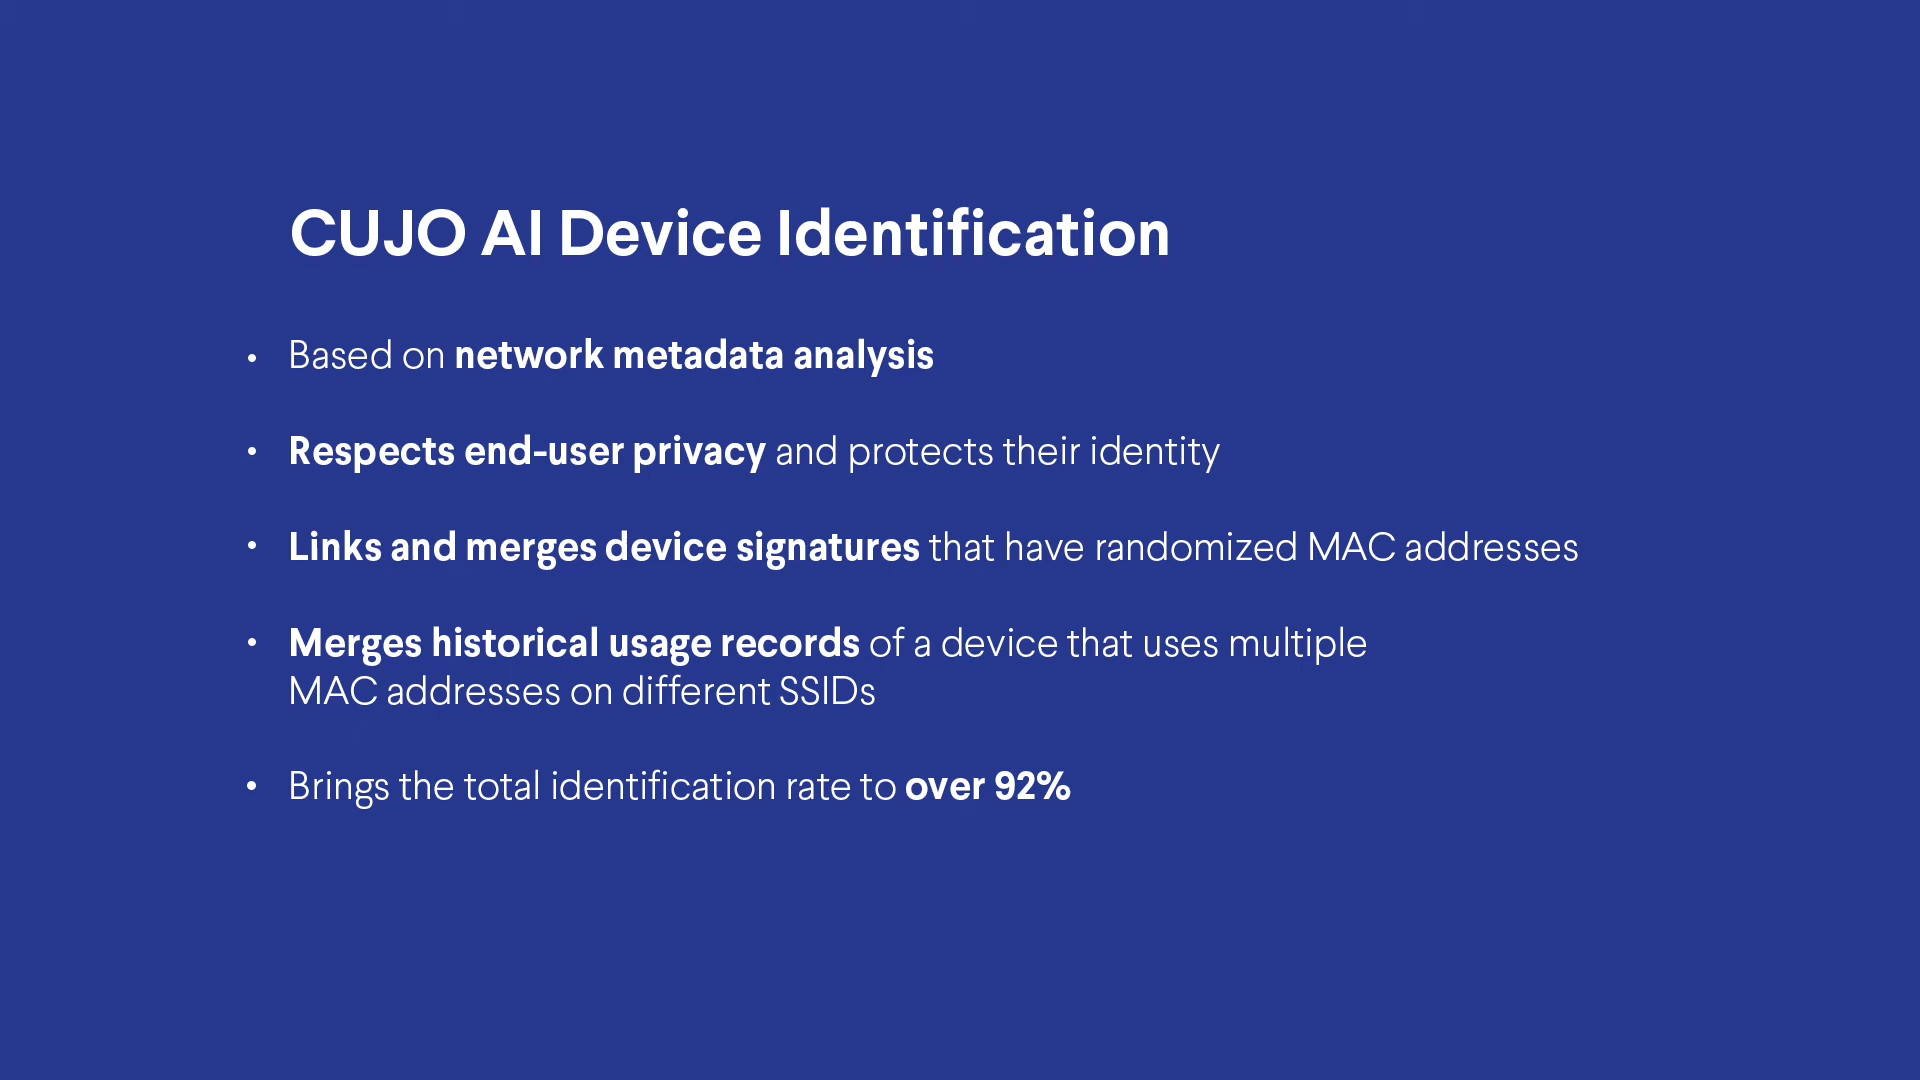 CUJO AI Device Identification
• Based on network metadata analysis
• Respects end-user privacy and protects their identity
• Links and merges device signatures that have randomized MAC addresses
• Merges historical usage records of a device that uses multiple
MAC addresses on different SSIDs
• Brings the total identification rate to over 92%